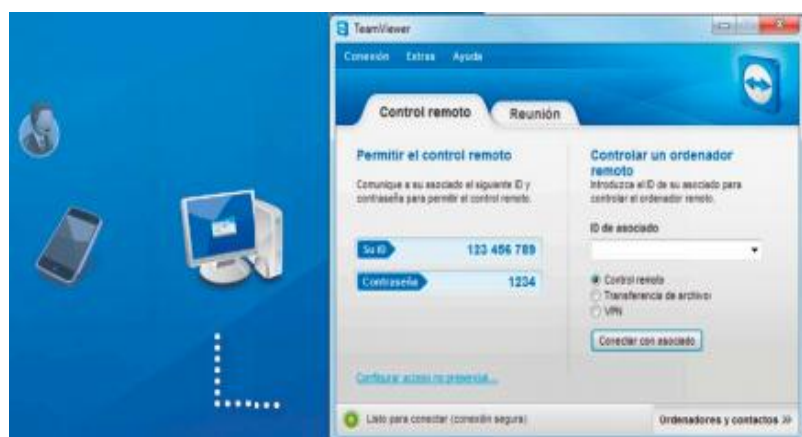 TeamViewer
Conexión Extras Ayuda
Control remoto Reunión
Permitir el control remoto
Comunique a su asociado el siguiente ID y
contraseña para permitir el control remoto.
Su ID 123 456 789
Contraseña 1234
Configurar acceso no presencial...
Controlar un ordenador
remoto
Introduzca el ID de su asociado para
controlar el ordenador remoto.
ID de asociado
Control remoto
Transferencia de archivos
VPN
Conectar con asociado
Listo para conectar (conexión segura)
Ordenadores y contactos »